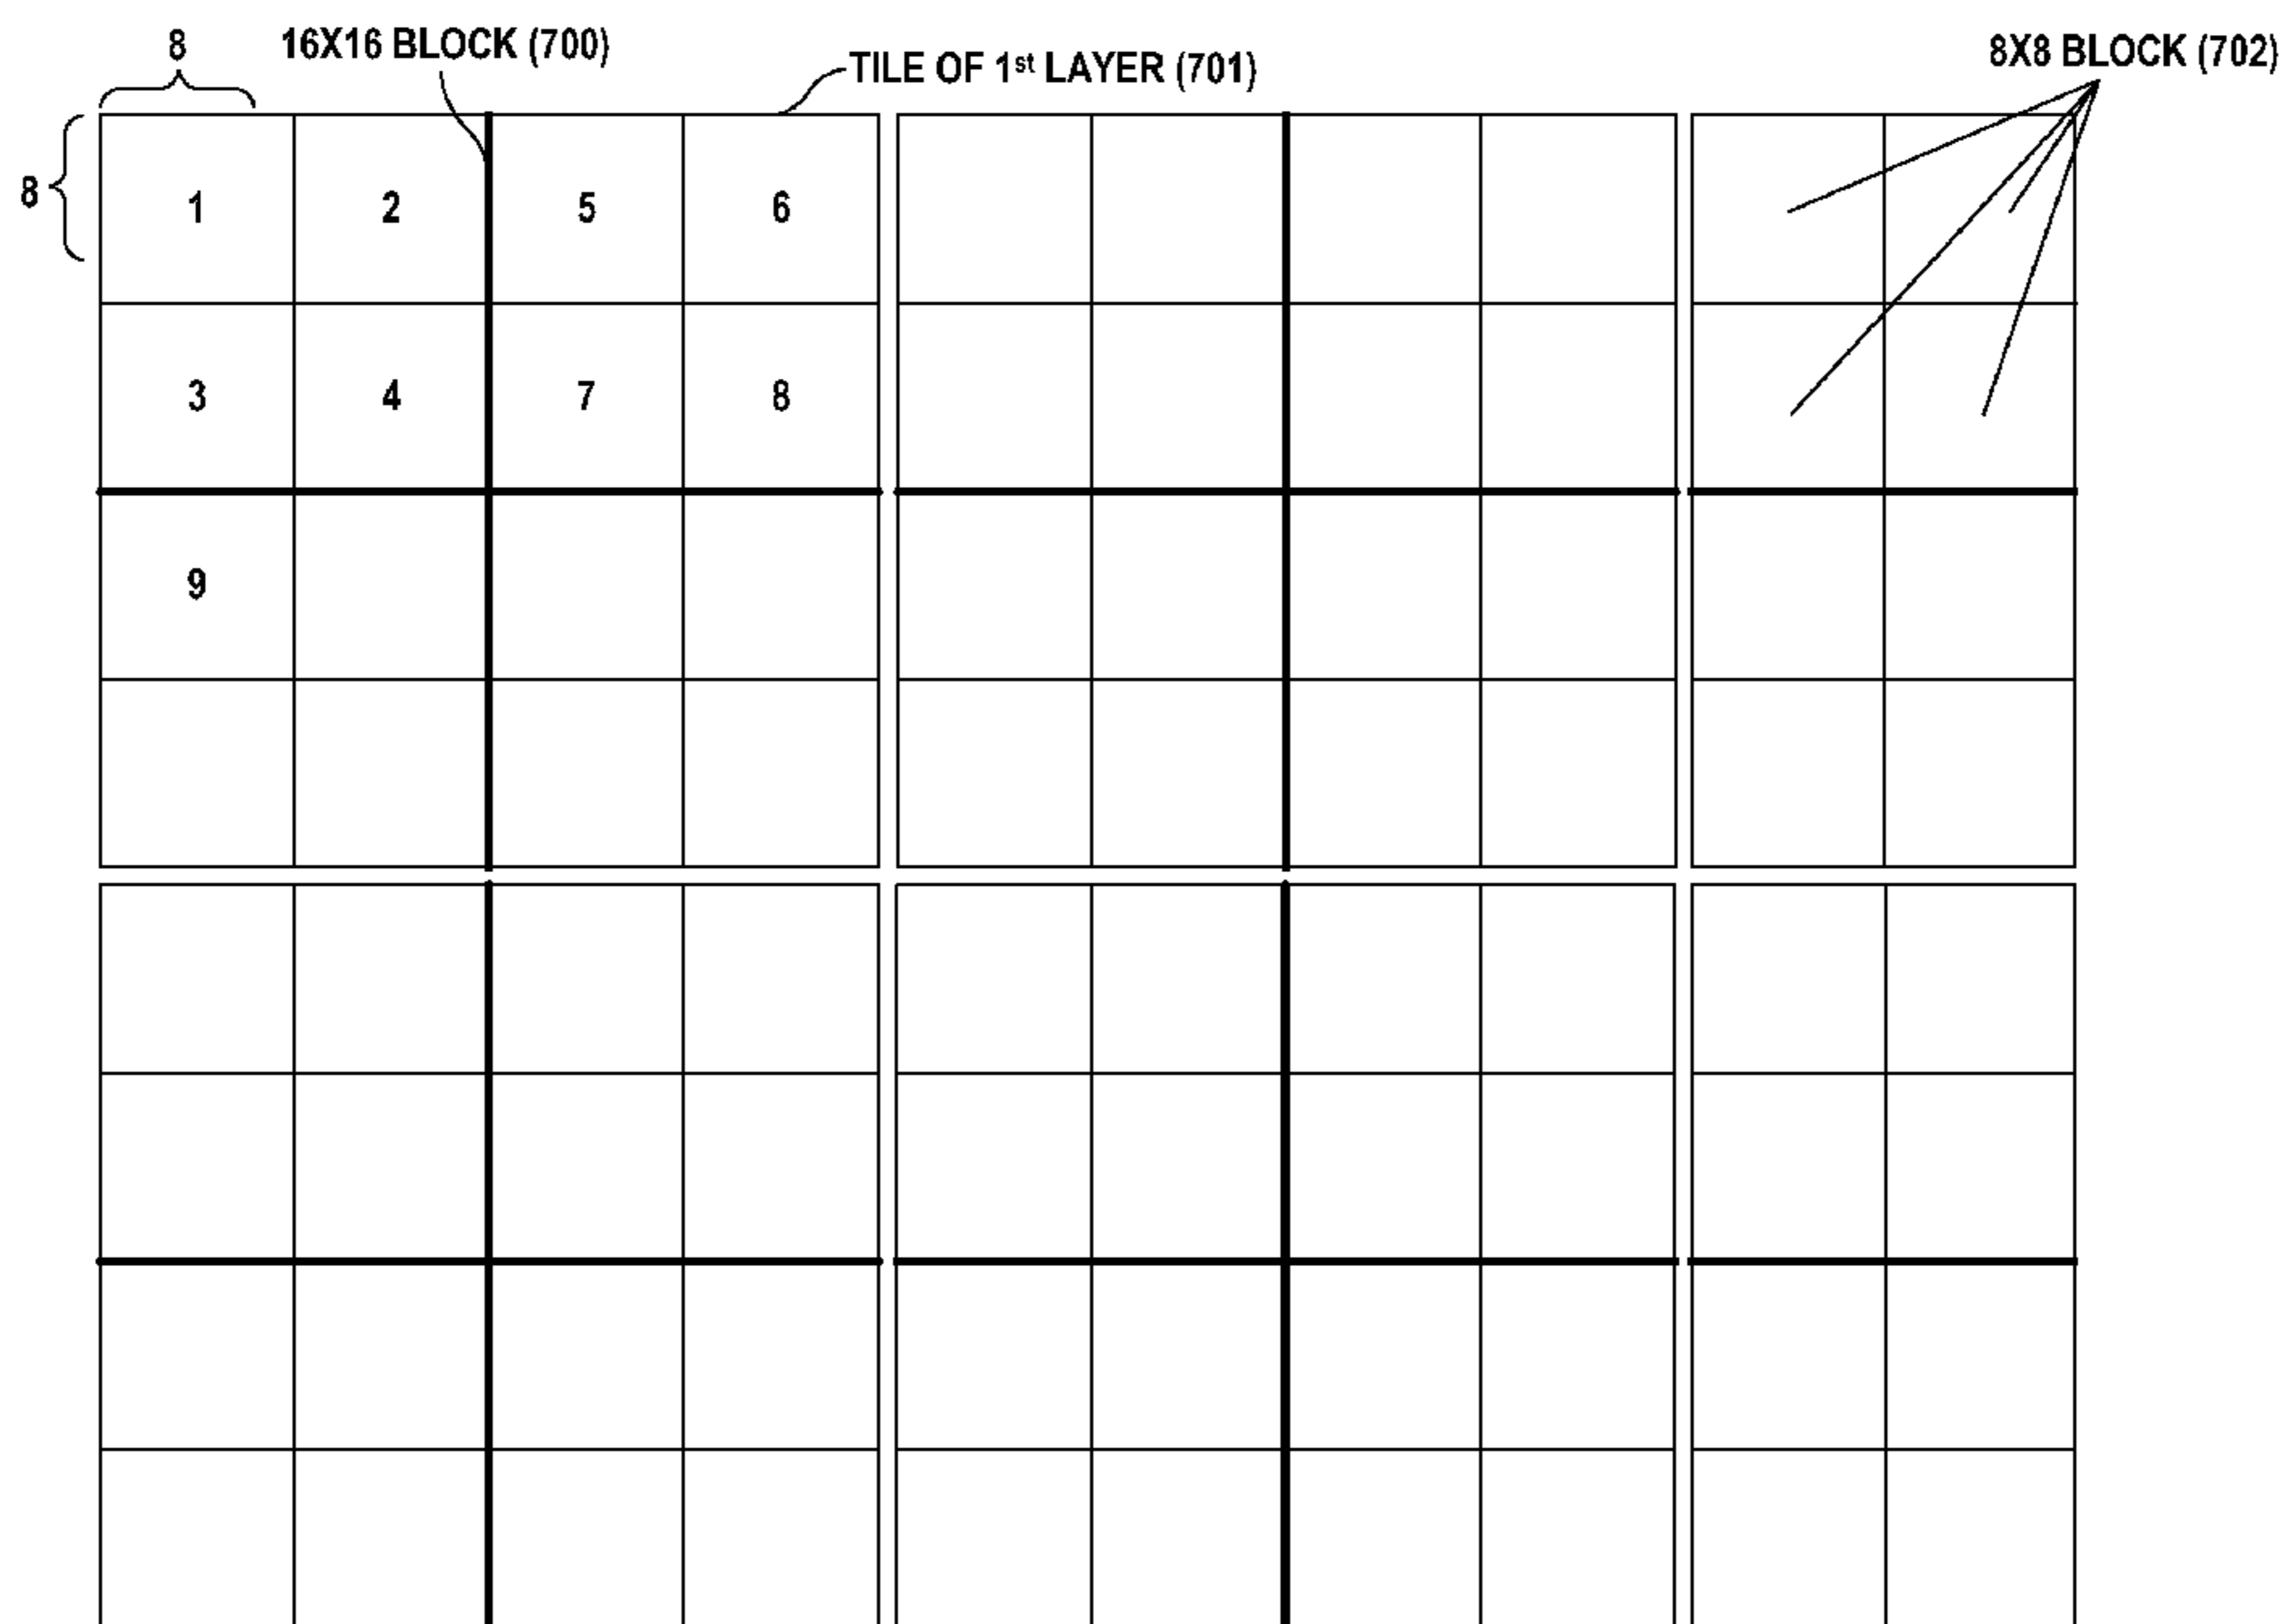 8
16X16 BLOCK (700)
TILE OF 1st LAYER (701)
8X8 BLOCK (702)
8
1 2 5 6
3 4 7 8
9